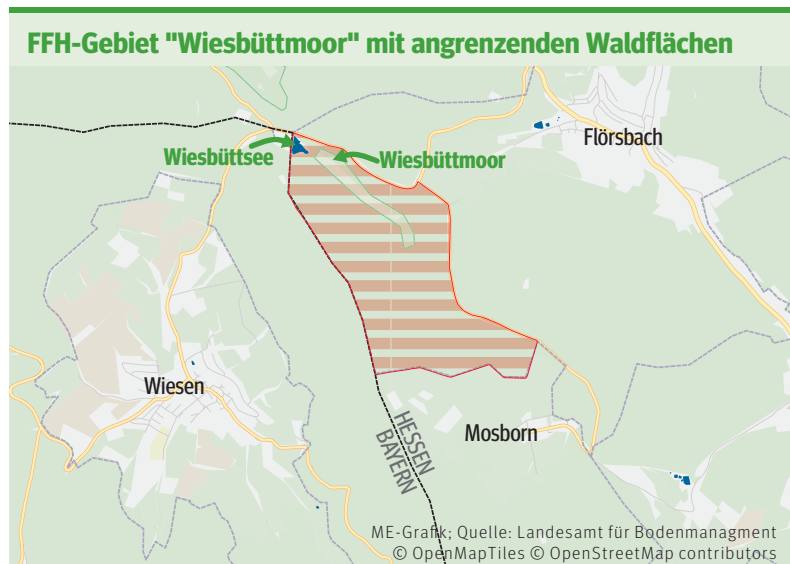 FFH-Gebiet "Wiesbüttmoor" mit angrenzenden Waldflächen
Flörsbach
Wiesbüttsee
Wiesbüttmoor
Wiesen
HESSEN
BAYERN
Mosborn
ME-Grafik; Quelle: Landesamt für Bodenmanagment
© OpenMapTiles © OpenStreetMap contributors